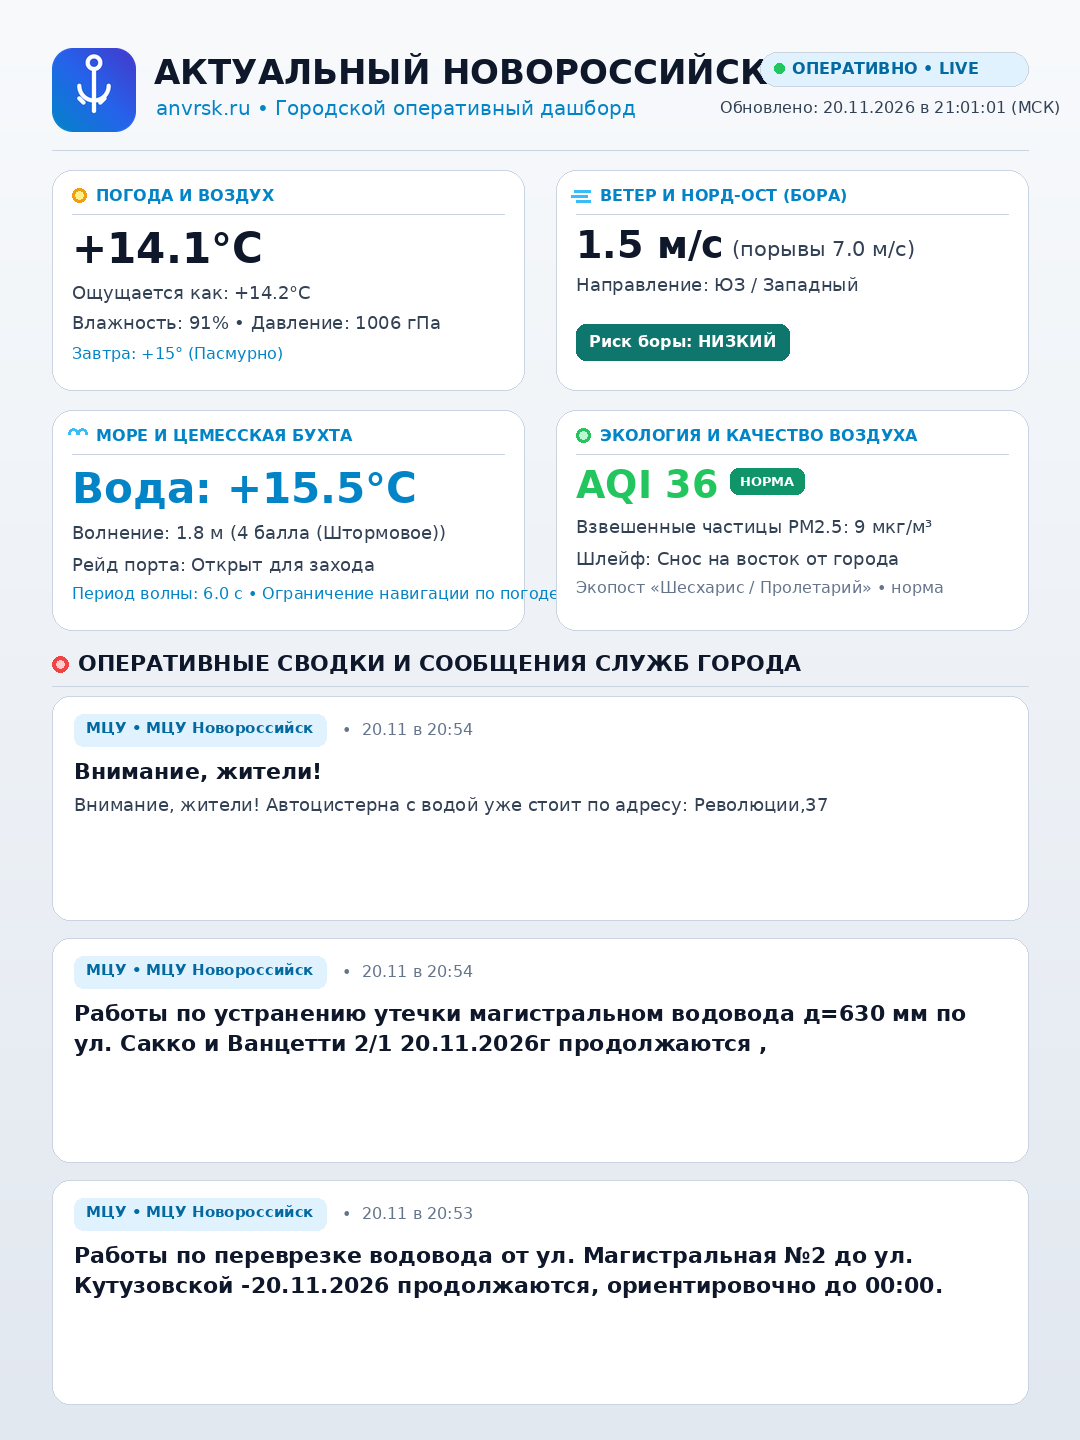 АКТУАЛЬНЫЙ НОВОРОССИЙСК
ОПЕРАТИВНО • LIVE
anvrsk.ru • Городской оперативный дашборд
Обновлено: 20.11.2026 в 21:01:01 (МСК)
ПОГОДА И ВОЗДУХ
+14.1°C
Ощущается как: +14.2°C
Влажность: 91% • Давление: 1006 гПа
Завтра: +15° (Пасмурно)
ВЕТЕР И НОРД-ОСТ (БОРА)
1.5 м/с (порывы 7.0 м/с)
Направление: ЮЗ / Западный
Риск боры: НИЗКИЙ
МОРЕ И ЦЕМЕССКАЯ БУХТА
Вода: +15.5°C
Волнение: 1.8 м (4 балла (Штормовое))
Рейд порта: Открыт для захода
Период волны: 6.0 с • Ограничение навигации по погоде
ЭКОЛОГИЯ И КАЧЕСТВО ВОЗДУХА
AQI 36 НОРМА
Взвешенные частицы PM2.5: 9 мкг/м³
Шлейф: Снос на восток от города
Экопост «Шесхарис / Пролетарий» • норма
ОПЕРАТИВНЫЕ СВОДКИ И СООБЩЕНИЯ СЛУЖБ ГОРОДА
МЦУ • МЦУ Новороссийск • 20.11 в 20:54
Внимание, жители!
Внимание, жители! Автоцистерна с водой уже стоит по адресу: Революции,37
МЦУ • МЦУ Новороссийск • 20.11 в 20:54
Работы по устранению утечки магистральном водовода д=630 мм по
ул. Сакко и Ванцетти 2/1 20.11.2026г продолжаются ,
МЦУ • МЦУ Новороссийск • 20.11 в 20:53
Работы по переврезке водовода от ул. Магистральная №2 до ул.
Кутузовской -20.11.2026 продолжаются, ориентировочно до 00:00.